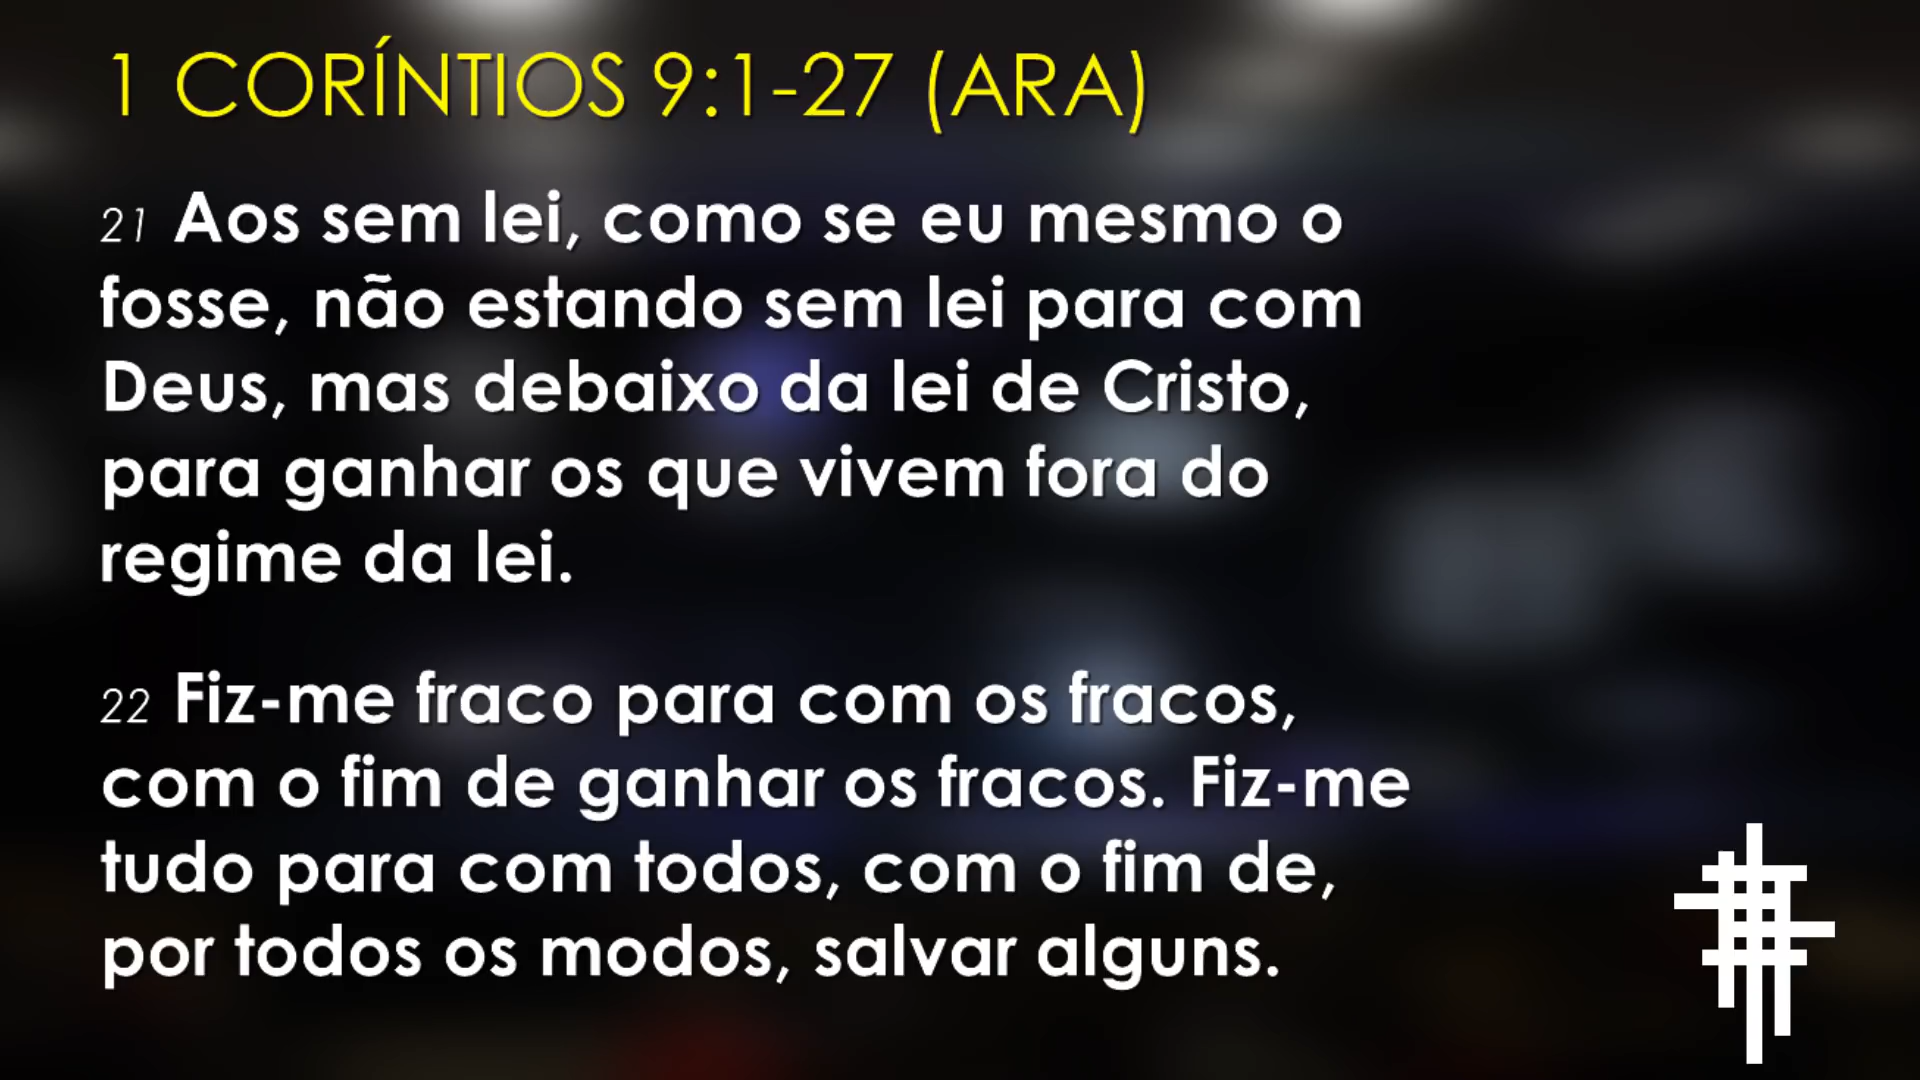 1 CORÍNTIOS 9:1-27 (ARA)
21 Aos sem lei, como se eu mesmo o
fosse, não estando sem lei para com
Deus, mas debaixo da lei de Cristo,
para ganhar os que vivem fora do
regime da lei.
22 Fiz-me fraco para com os fracos,
com o fim de ganhar os fracos. Fiz-me
tudo para com todos, com o fim de,
por todos os modos, salvar alguns.